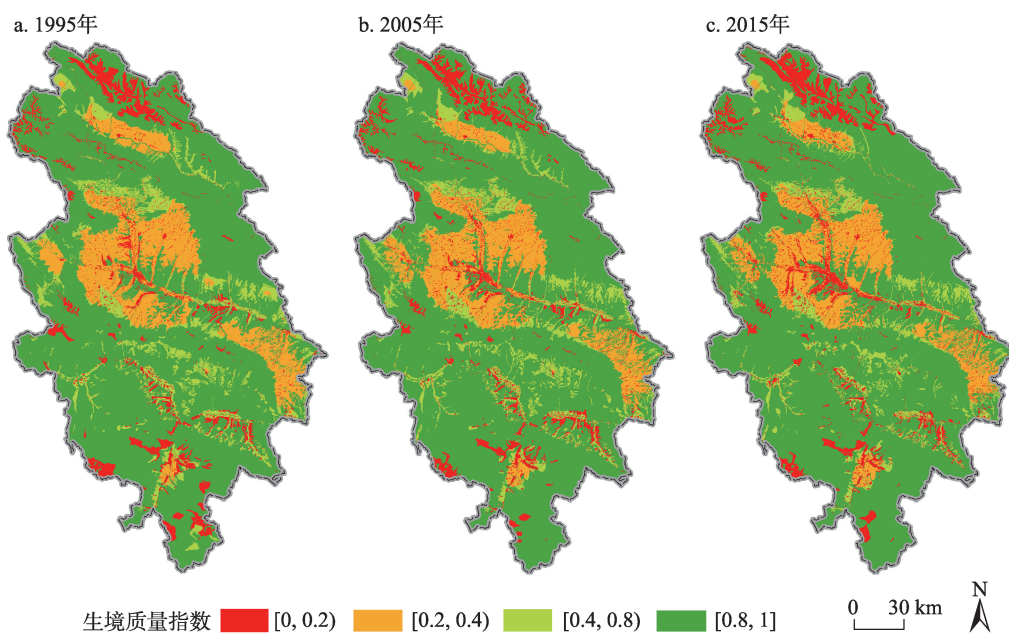 a. 1995年
b. 2005年
c. 2015年
生境质量指数 [0, 0.2) [0.2, 0.4) [0.4, 0.8) [0.8, 1]
0 30 km
N